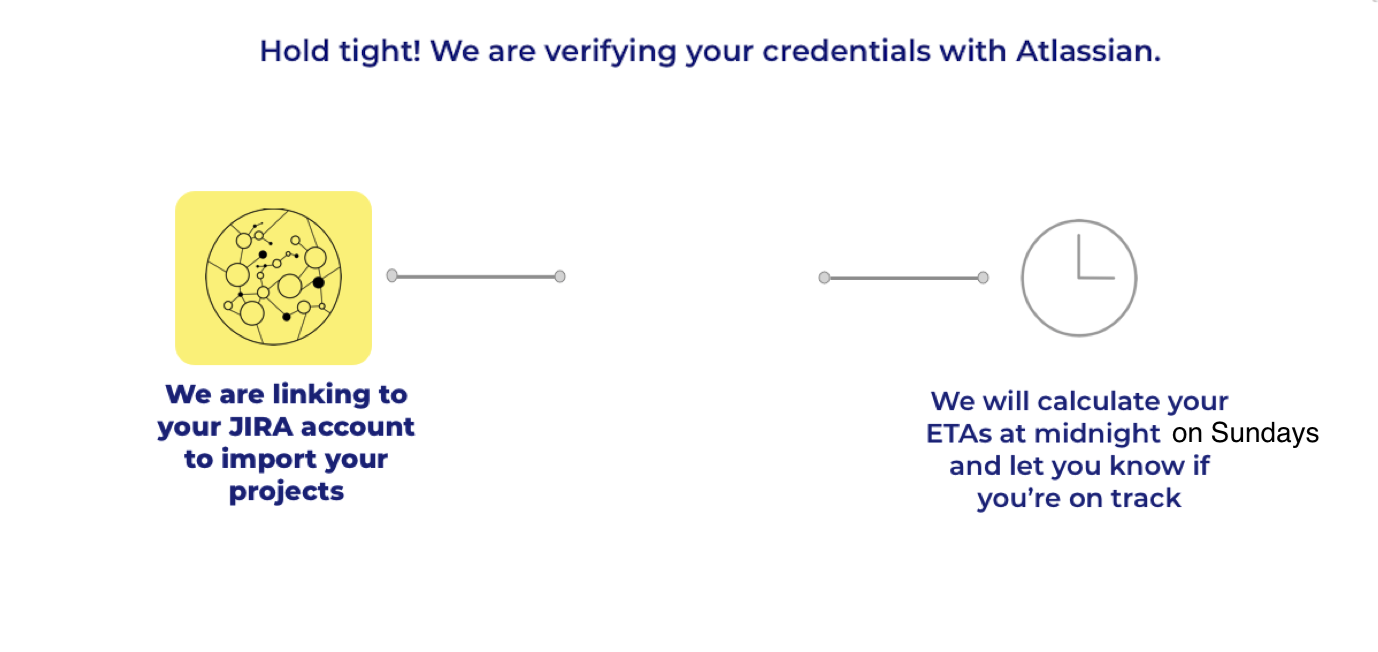 Hold tight! We are verifying your credentials with Atlassian.
We are linking to
your JIRA account
to import your
projects
We will calculate your
ETAs at midnight on Sundays
and let you know if
you’re on track